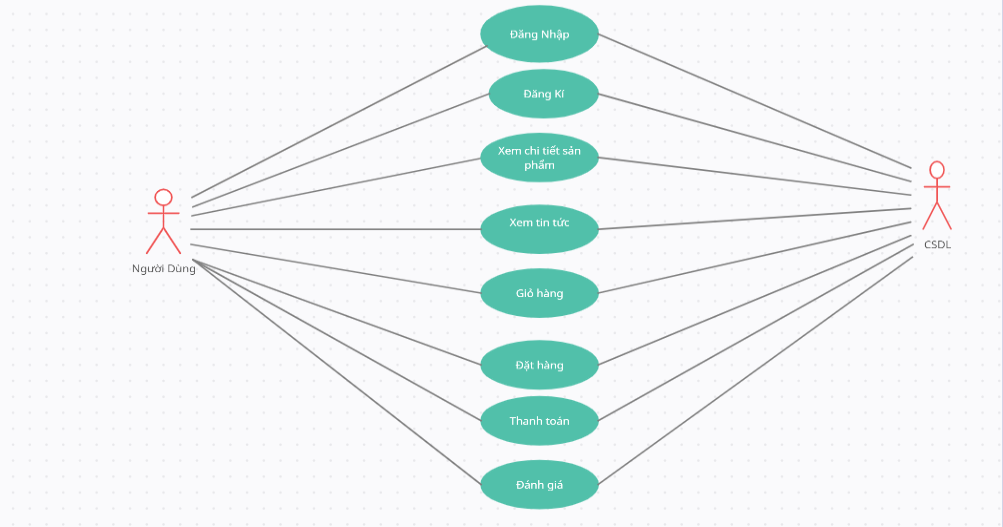 Đăng Nhập
Đăng Kí
Xem chi tiết sản
phẩm
Xem tin tức
Giỏ hàng
Đặt hàng
Thanh toán
Đánh giá
Người Dùng
CSDL